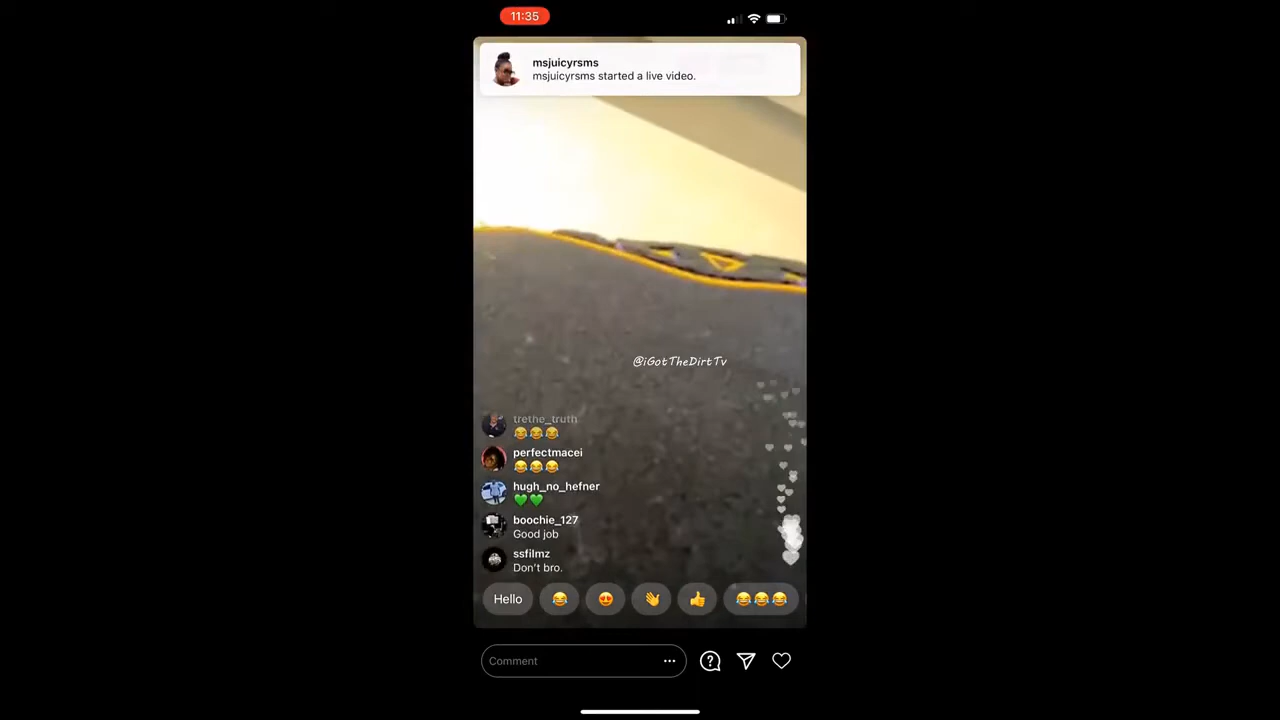 11:35
msjuicyrsms
msjuicyrsms started a live video.
@iGotTheDirtTv
trethe_truth
😂😂😂
perfectmacei
😂😂😂
hugh_no_hefner
💚💚
boochie_127
Good job
ssfilmz
Don't bro.
Hello 😂 😍 👋 👍 😂😂😂
Comment